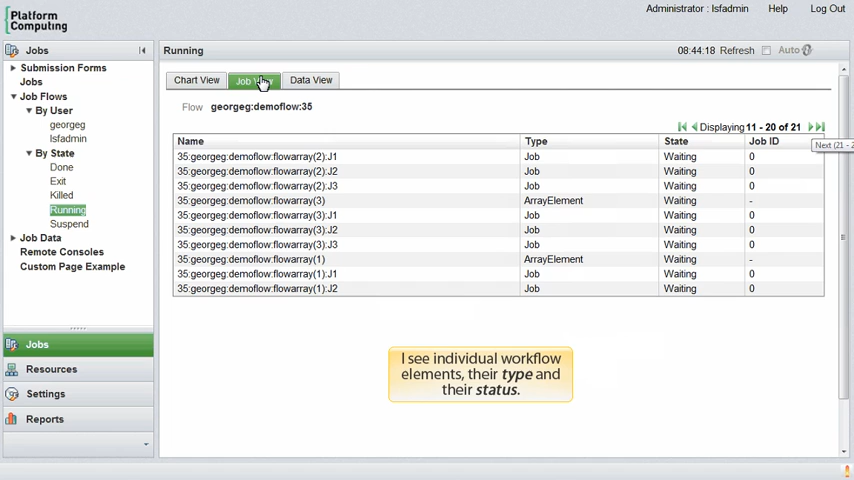 Platform
Computing
Administrator : lsfadmin Help Log Out
Jobs
Running
08:44:18 Refresh Auto
Submission Forms
Jobs
Job Flows
By User
georgeg
lsfadmin
By State
Done
Exit
Killed
Running
Suspend
Job Data
Remote Consoles
Custom Page Example
Jobs
Resources
Settings
Reports
Chart View Job Data View
Flow georgeg:demoflow:35
Displaying 11 - 20 of 21
Next (21 -
Name Type State Job ID
35:georgeg:demoflow:flowarray(2):J1 Job Waiting 0
35:georgeg:demoflow:flowarray(2):J2 Job Waiting 0
35:georgeg:demoflow:flowarray(2):J3 Job Waiting 0
35:georgeg:demoflow:flowarray(3) ArrayElement Waiting -
35:georgeg:demoflow:flowarray(3):J1 Job Waiting 0
35:georgeg:demoflow:flowarray(3):J2 Job Waiting 0
35:georgeg:demoflow:flowarray(3):J3 Job Waiting 0
35:georgeg:demoflow:flowarray(1) ArrayElement Waiting -
35:georgeg:demoflow:flowarray(1):J1 Job Waiting 0
35:georgeg:demoflow:flowarray(1):J2 Job Waiting 0
I see individual workflow
elements, their type and
their status.